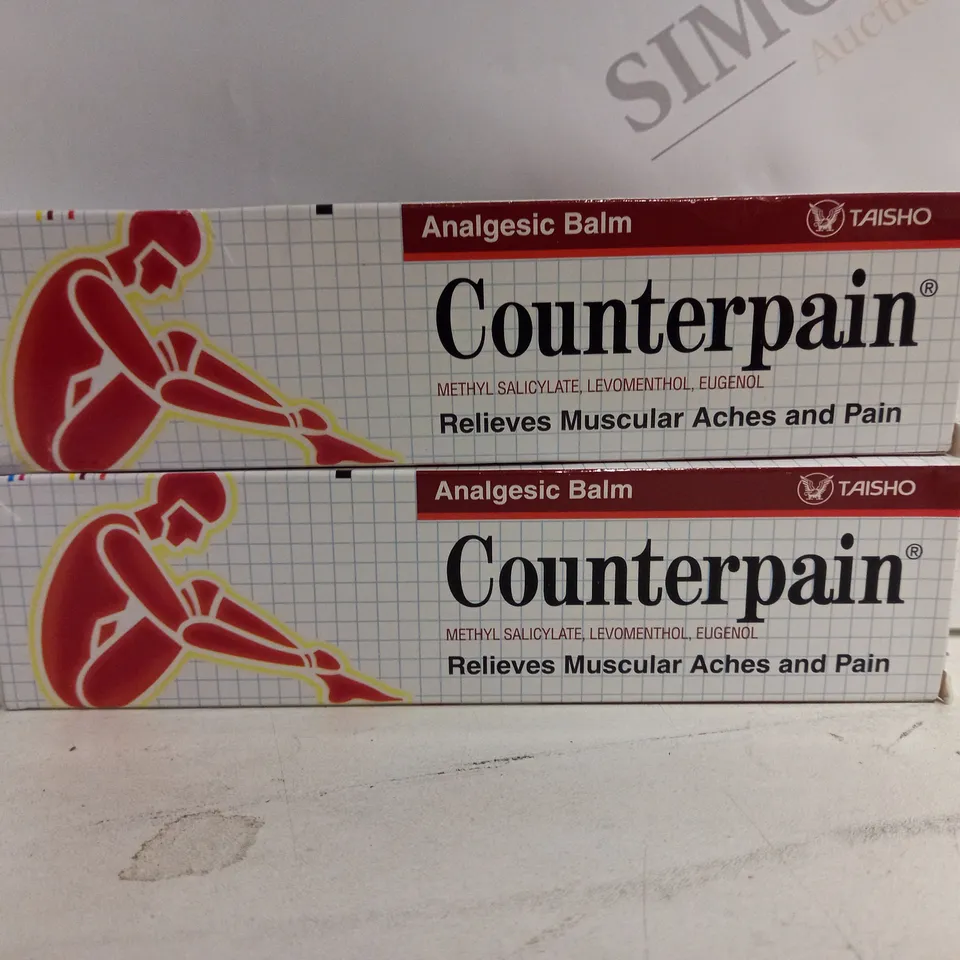 Analgesic Balm TAISHO
Counterpain®
METHYL SALICYLATE, LEVOMENTHOL, EUGENOL
Relieves Muscular Aches and Pain
Analgesic Balm TAISHO
Counterpain®
METHYL SALICYLATE, LEVOMENTHOL, EUGENOL
Relieves Muscular Aches and Pain